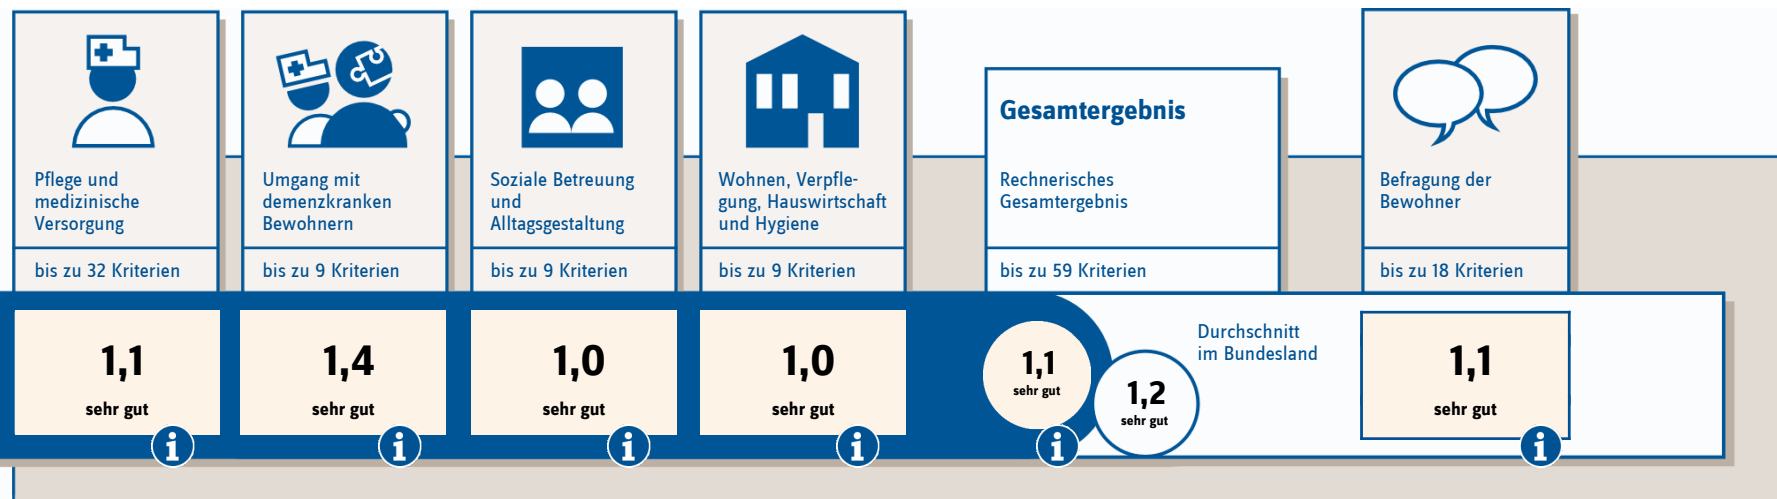 Pflege und
medizinische
Versorgung
bis zu 32 Kriterien
1,1
sehr gut
i
Umgang mit
demenzkranken
Bewohnern
bis zu 9 Kriterien
1,4
sehr gut
i
Soziale Betreuung
und
Alltagsgestaltung
bis zu 9 Kriterien
1,0
sehr gut
i
Wohnen, Verpfle-
gung, Hauswirtschaft
und Hygiene
bis zu 9 Kriterien
1,0
sehr gut
i
Gesamtergebnis
Rechnerisches
Gesamtergebnis
bis zu 59 Kriterien
1,1
sehr gut
i
Durchschnitt
im Bundesland
1,2
sehr gut
Befragung der
Bewohner
bis zu 18 Kriterien
1,1
sehr gut
i